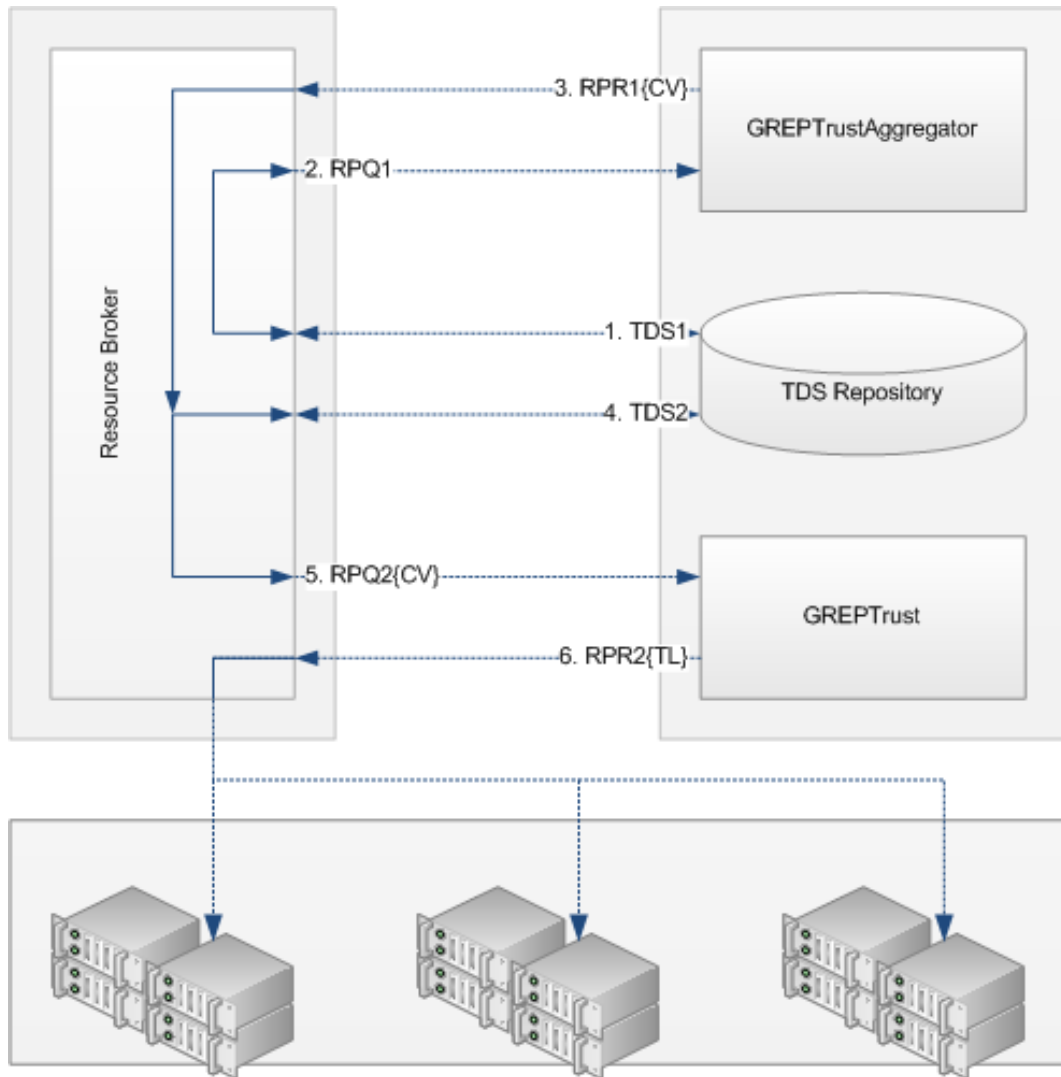 3. RPR1{CV}
GREPTrustAggregator
2. RPQ1
Resource Broker
1. TDS1
TDS Repository
4. TDS2
5. RPQ2{CV}
GREPTrust
6. RPR2{TL}